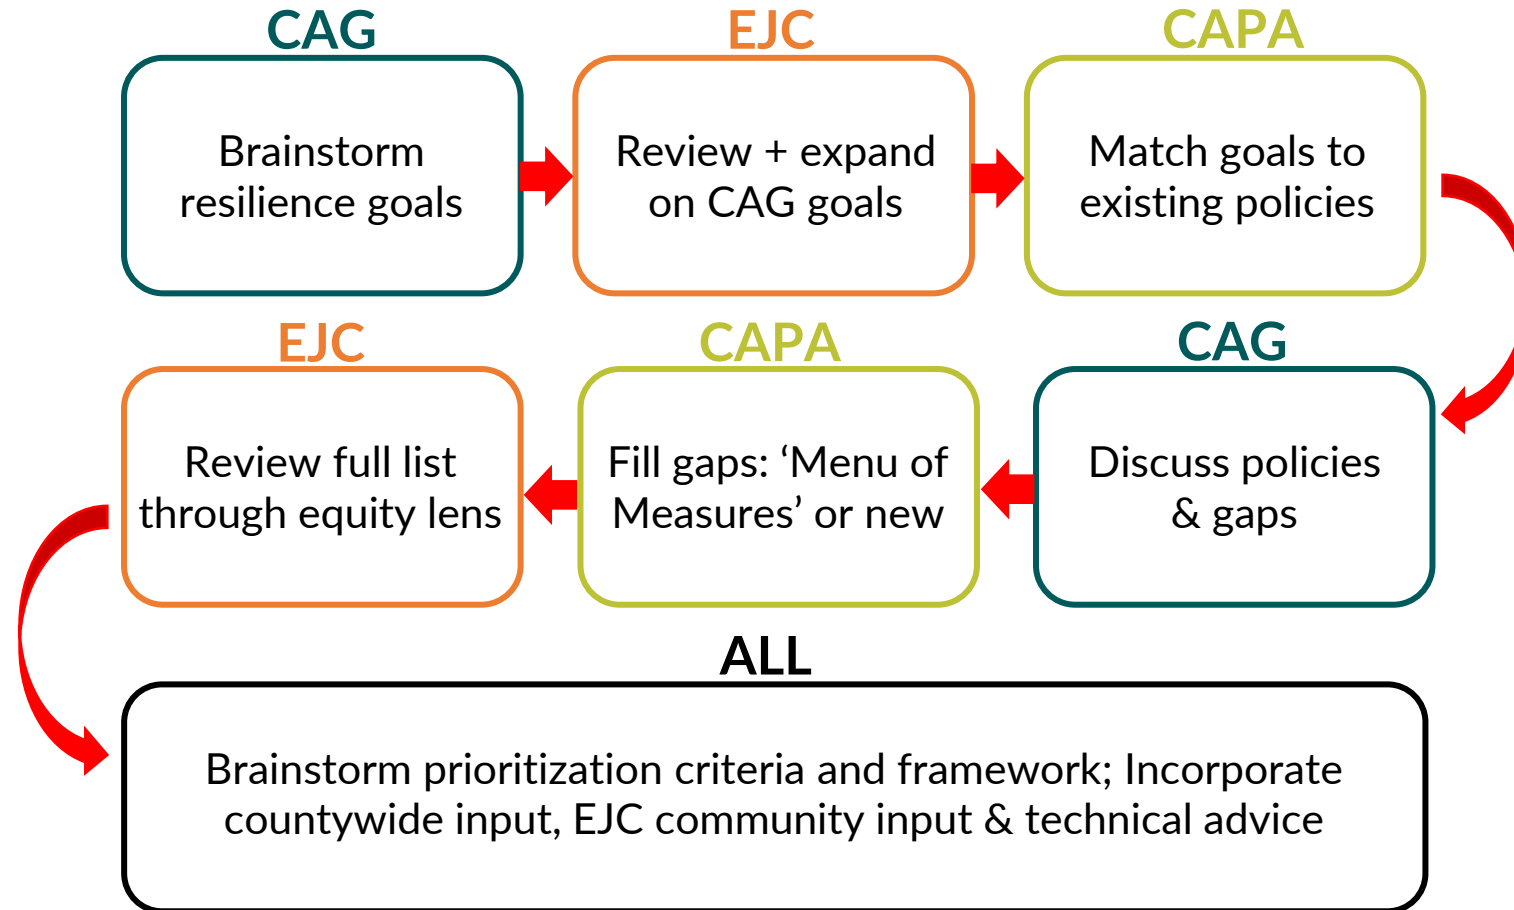 CAG
Brainstorm
resilience goals
EJC
Review + expand
on CAG goals
CAPA
Match goals to
existing policies
CAG
Discuss policies
& gaps
CAPA
Fill gaps: ‘Menu of
Measures’ or new
EJC
Review full list
through equity lens
ALL
Brainstorm prioritization criteria and framework; Incorporate
countywide input, EJC community input & technical advice